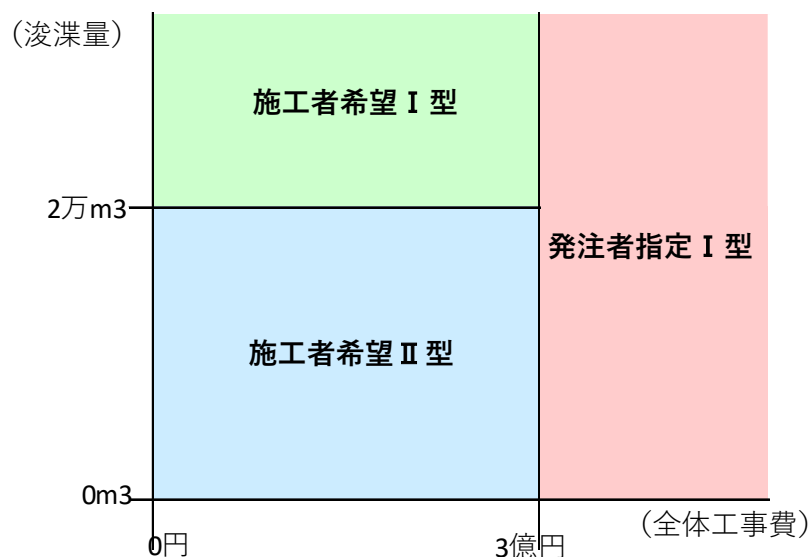 （浚渫量）
施工者希望Ⅰ型
2万m3
発注者指定Ⅰ型
施工者希望Ⅱ型
0m3
（全体工事費）
0円
3億円